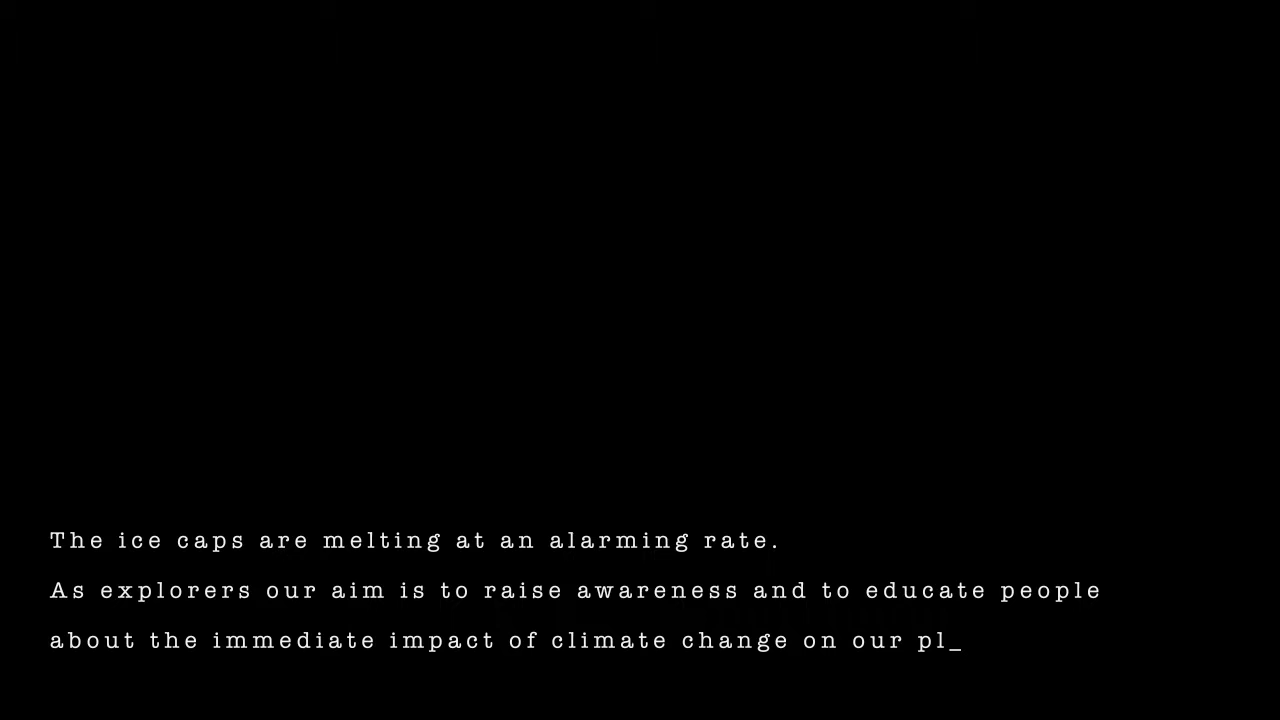 The ice caps are melting at an alarming rate.
As explorers our aim is to raise awareness and to educate people
about the immediate impact of climate change on our pl_